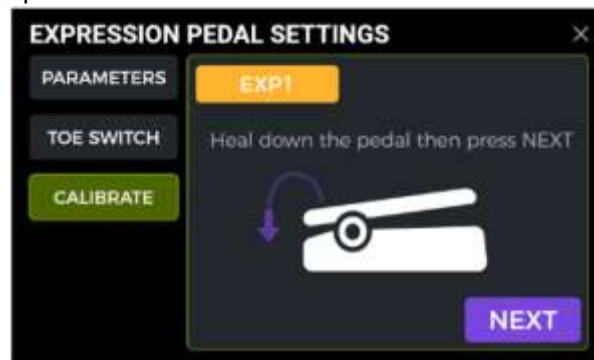 EXPRESSION PEDAL SETTINGS
PARAMETERS
EXP1
TOE SWITCH
Heal down the pedal then press NEXT
CALIBRATE
NEXT